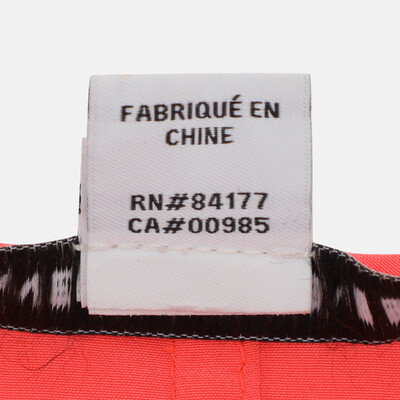 FABRIQUÉ EN
CHINE
RN#84177
CA#00985